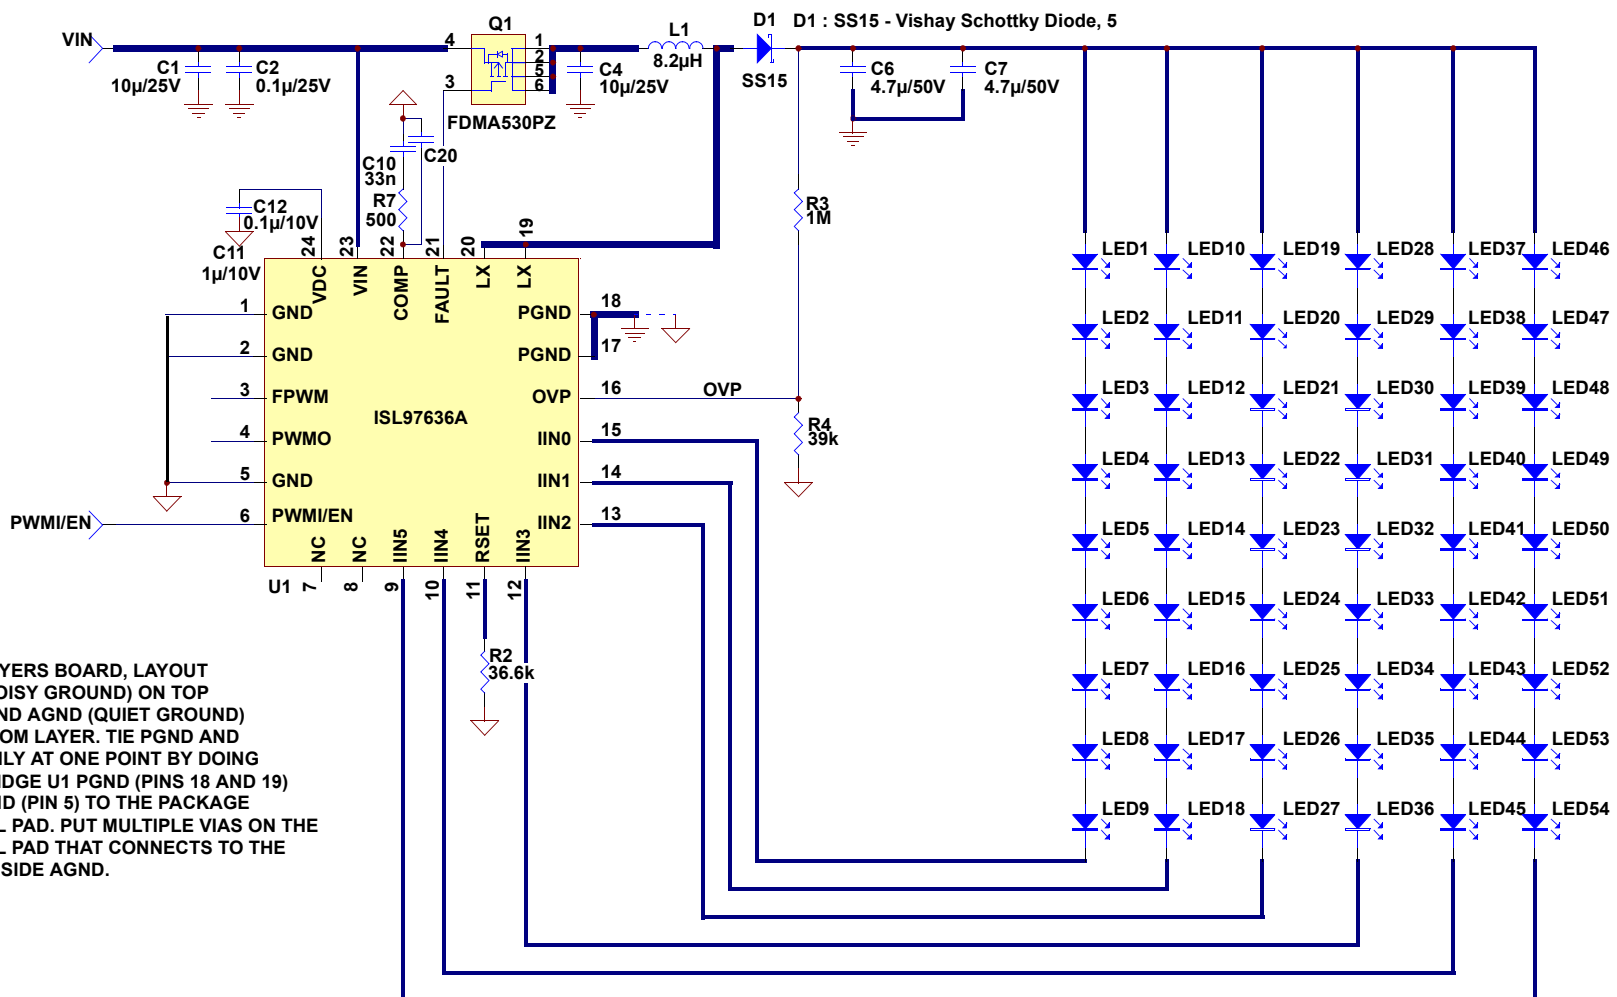 D1 D1 : SS15 - Vishay Schottky Diode, 5
VIN
Q1
4
1
2
5
6
3
L1
8.2µH
SS15
C1
10µ/25V
C2
0.1µ/25V
C4
10µ/25V
C6
4.7µ/50V
C7
4.7µ/50V
FDMA530PZ
C10
33n
C20
R7
500
R3
1M
C12
0.1µ/10V
C11
1µ/10V
24
23
22
21
20
19
VDC
VIN
COMP
FAULT
LX
LX
1 GND
2 GND
3 FPWM
4 PWMO
5 GND
6 PWMI/EN
PWMI/EN
ISL97636A
PGND 18
PGND 17
OVP 16
OVP
IIN0 15
IIN1 14
IIN2 13
R4
39k
NC
NC
IIN5
IIN4
RSET
IIN3
U1
7
8
9
10
11
12
R2
36.6k
YERS BOARD, LAYOUT
OISY GROUND) ON TOP
ND AGND (QUIET GROUND)
OM LAYER. TIE PGND AND
NLY AT ONE POINT BY DOING
IDGE U1 PGND (PINS 18 AND 19)
ND (PIN 5) TO THE PACKAGE
L PAD. PUT MULTIPLE VIAS ON THE
L PAD THAT CONNECTS TO THE
SIDE AGND.
LED1 LED10 LED19 LED28 LED37 LED46
LED2 LED11 LED20 LED29 LED38 LED47
LED3 LED12 LED21 LED30 LED39 LED48
LED4 LED13 LED22 LED31 LED40 LED49
LED5 LED14 LED23 LED32 LED41 LED50
LED6 LED15 LED24 LED33 LED42 LED51
LED7 LED16 LED25 LED34 LED43 LED52
LED8 LED17 LED26 LED35 LED44 LED53
LED9 LED18 LED27 LED36 LED45 LED54